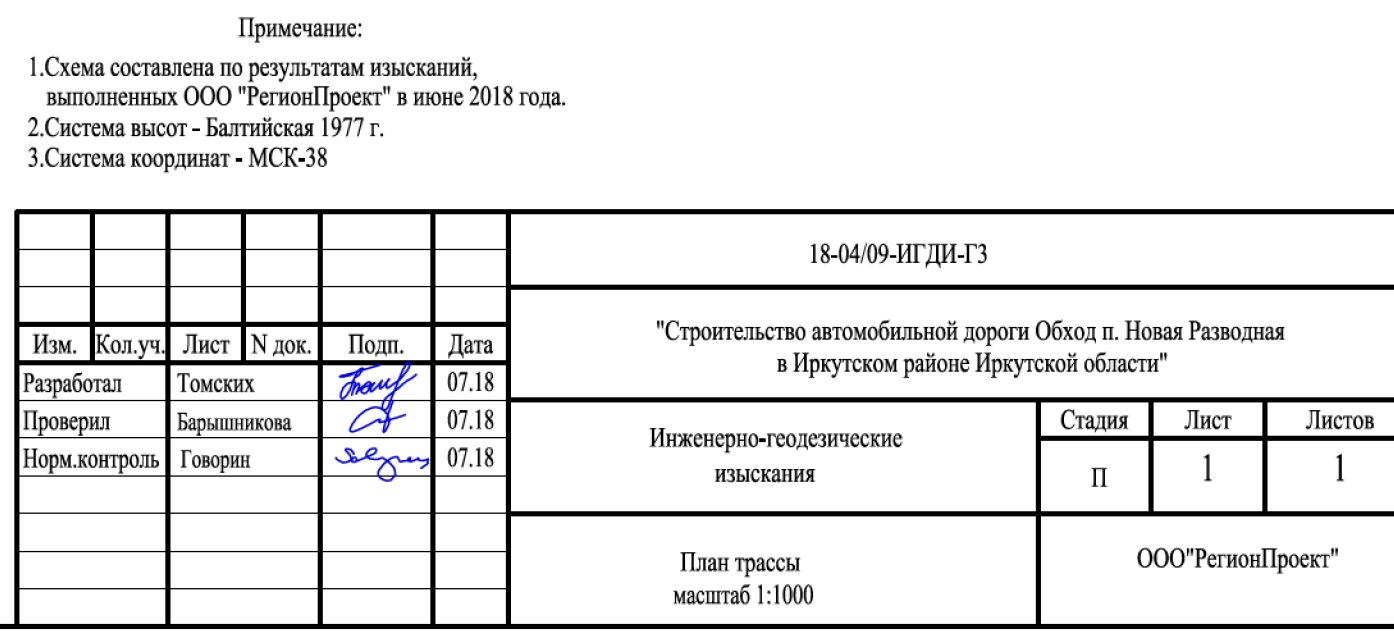 Примечание:
1.Схема составлена по результатам изысканий,
выполненных ООО "РегионПроект" в июне 2018 года.
2.Система высот - Балтийская 1977 г.
3.Система координат - МСК-38
18-04/09-ИГДИ-Г3
"Строительство автомобильной дороги Обход п. Новая Разводная
в Иркутском районе Иркутской области"
Изм. Кол.уч. Лист N док. Подп. Дата
Разработал Томских 07.18
Проверил Барышникова 07.18
Норм.контроль Говорин 07.18
Инженерно-геодезические
изыскания
Стадия Лист Листов
П 1 1
План трассы
масштаб 1:1000
ООО"РегионПроект"